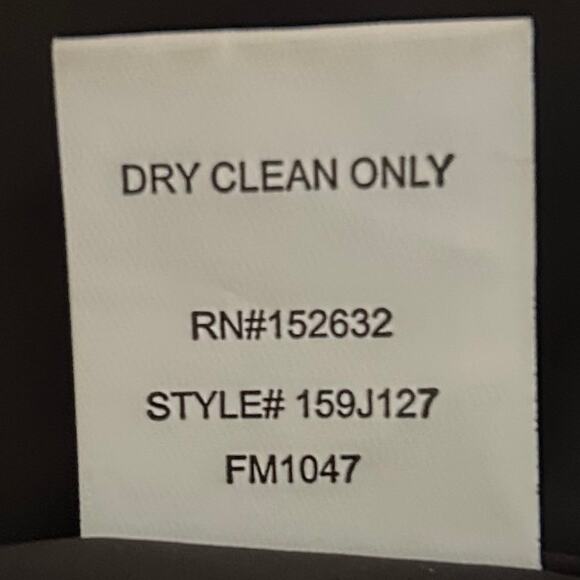 DRY CLEAN ONLY
RN#152632
STYLE# 159J127
FM1047